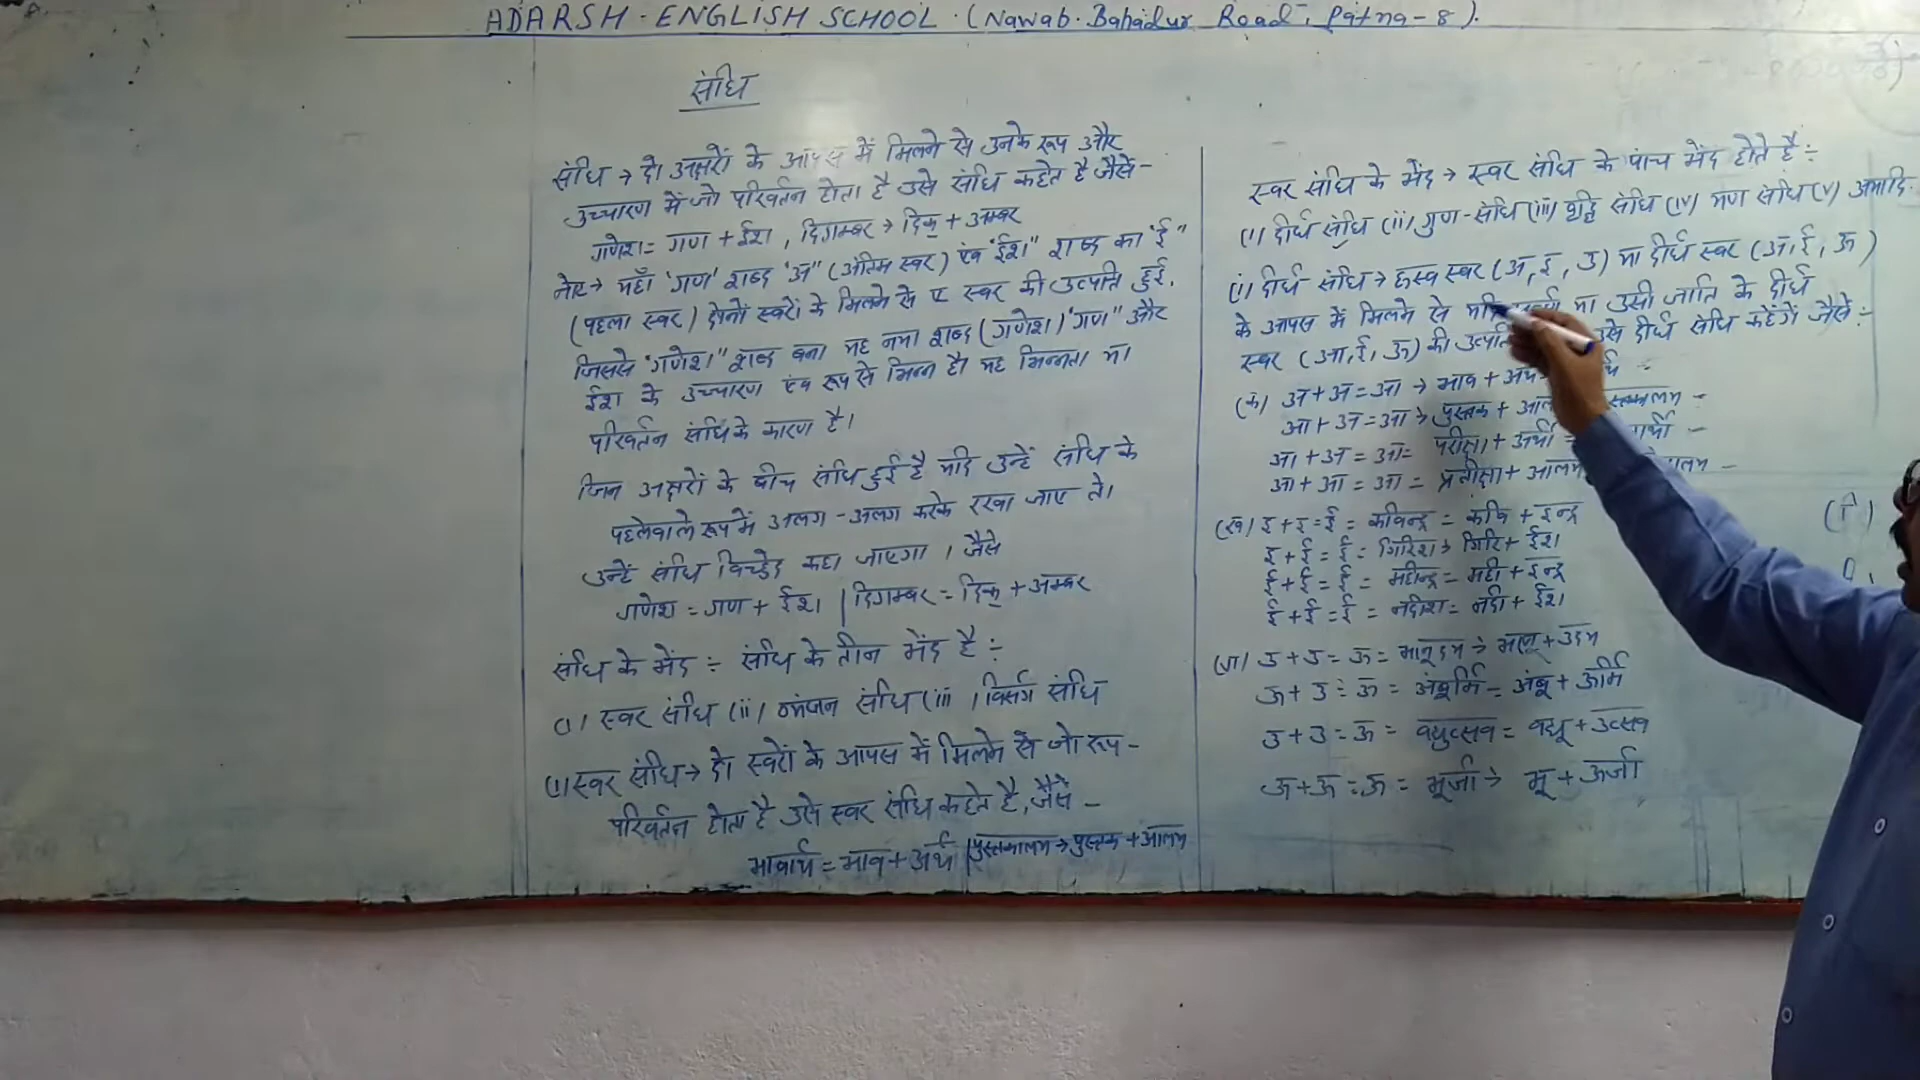 ADARSH - ENGLISH SCHOOL . (Nawab. Bahadur Road, Patna - 8).
संधि
संधि → दो अक्षरों के आपस में मिलने से उनके रूप और
उच्चारण में जो परिवर्तन होता है उसे संधि कहते है जैसे -
गणेश = गण + ईश , दिगम्बर → दिक् + अम्बर
नोट → यहाँ 'गण' शब्द "अ" (अंतिम स्वर) एंव "ईश" शब्द का "ई"
(पहला स्वर) दोनों स्वरों के मिलने से ए स्वर की उत्पति हुई,
जिससे "गणेश" शब्द बना यह नया शब्द (गणेश) "गण" और
ईश के उच्चारण एंव रूप से भिन्न है। यह भिन्नता या
परिवर्तन संधि के कारण है।
जिन अक्षरों के बीच संधि हुई है यदि उन्हें संधि के
पहलेवाले रूप में अलग - अलग करके रखा जाए तो
उन्हें संधि विच्छेद कहा जाएगा । जैसे
गणेश = गण + ईश | दिगम्बर = दिक् + अम्बर
संधि के भेंद ÷ संधि के तीन भेंद है ÷
(i) स्वर संधि (ii) व्यंजन संधि (iii) विर्सग संधि
(i) स्वर संधि → दो स्वरों के आपस में मिलने से जो रूप -
परिवर्तन होता है उसे स्वर संधि कहते है, जैसे -
भावार्थ = भाव + अर्थ | पुस्तकालय → पुस्तक + आलय
स्वर संधि के भेंद → स्वर संधि के पांच भेंद होते है ÷
(i) दीर्घ संधि (ii) गुण - संधि (iii) संधि (iv) यण संधि (v) अयादि
(i) दीर्घ संधि → ह्रस्व स्वर (अ, इ, उ) या दीर्घ स्वर (आ, ई, ऊ)
के आपस में मिलने से या उसी जाति के दीर्घ
स्वर (आ, ई, ऊ) की उसे दीर्घ संधि कहेंगें जैसे ÷
(क) अ + अ = आ → भाव +
आ + अ = आ → पुस्तक +
आ + अ = आ = परीक्षा + अर्थी =
आ + आ = आ = प्रतीक्षा + आलय
(ख) इ + इ = ई = कविन्द्र = कवि + इन्द्र
इ + ई = ई = गिरिश → गिरि + ईश
ई + ई = ई = महीन्द्र = मही + इन्द्र
ई + ई = ई = नदीश = नदी + ईश
(ग) उ + उ = ऊ = भानूदय → भानू + उदय
ऊ + उ = ऊ = अंबूर्मि = अंबू + ऊर्मि
उ + उ = ऊ = वधुत्सव = वधू + उत्सव
ऊ + ऊ = ऊ = भूर्जा → भू + ऊर्जा